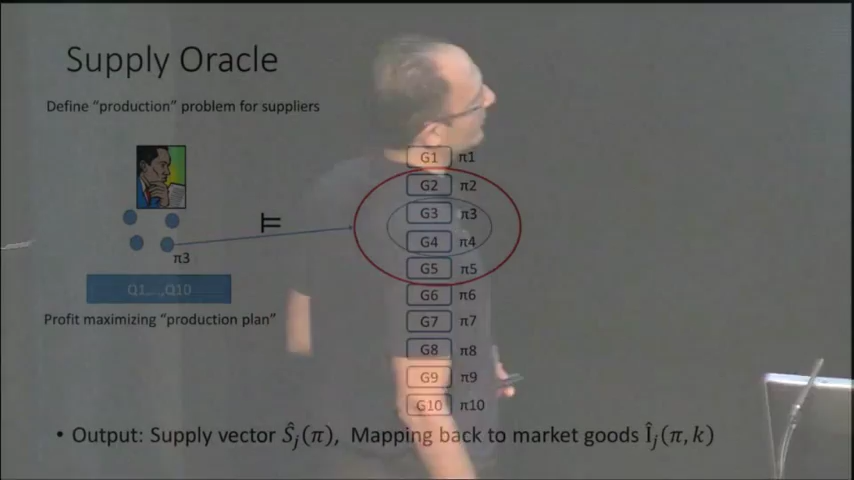 Supply Oracle
Define “production” problem for suppliers
G1 π1
G2 π2
G3 π3
G4 π4
G5 π5
G6 π6
G7 π7
G8 π8
G9 π9
G10 π10
╥
π3
Q1,…,Q10
Profit maximizing “production plan”
• Output: Supply vector Ŝⱼ(π), Mapping back to market goods Îⱼ(π, k)